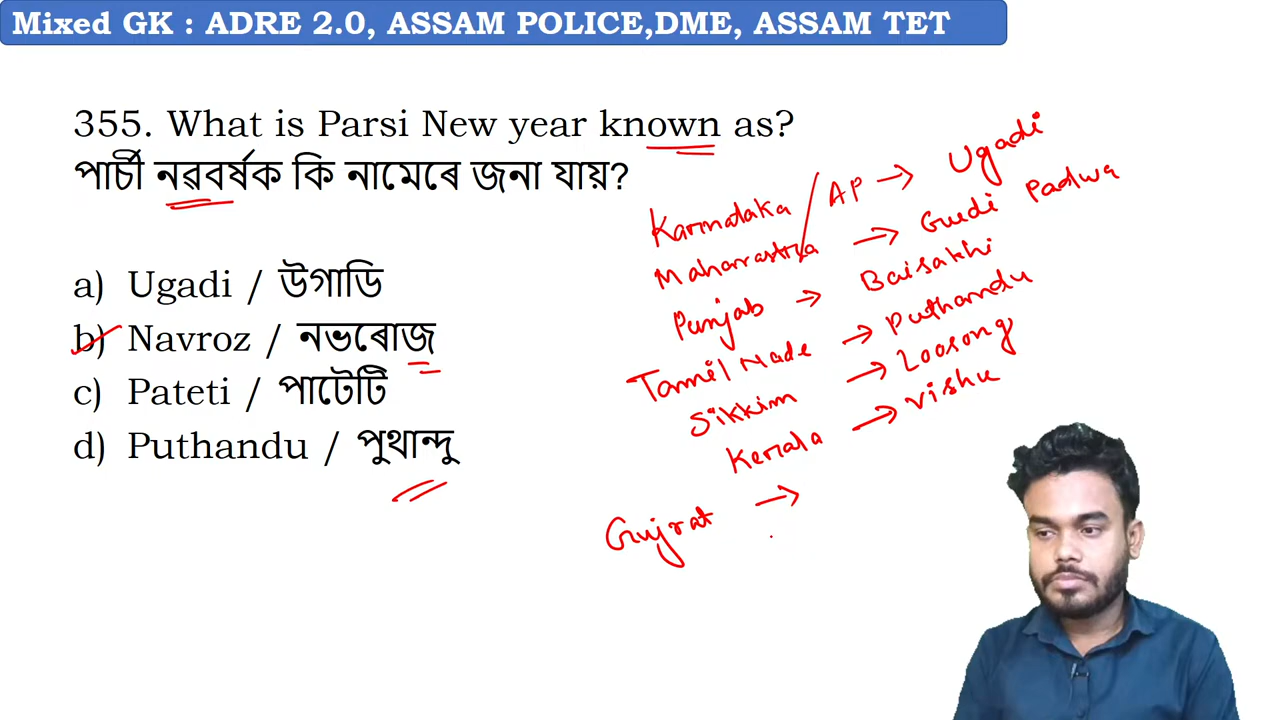 Mixed GK : ADRE 2.0, ASSAM POLICE,DME, ASSAM TET
355. What is Parsi New year known as?
পাৰ্চী নৱবৰ্ষক কি নামেৰে জনা যায়?
a) Ugadi / উগাডি
b) Navroz / নভৰোজ
c) Pateti / পাটেটি
d) Puthandu / পুথান্দু
Karnataka / AP → Ugadi
Maharastra → Gudi Padwa
Punjab → Baisakhi
Tamil Nade → Puthandu
Sikkim → Loosong
Kerala → vishu
Gujrat →